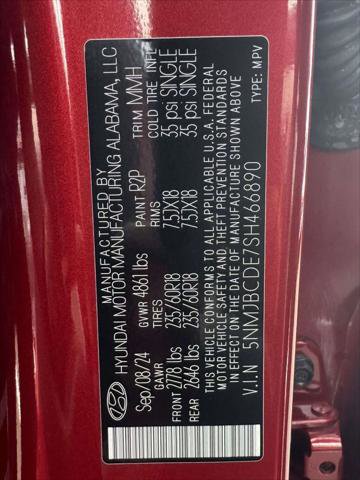 MANUFACTURED BY
HYUNDAI MOTOR MANUFACTURING ALABAMA, LLC
Sep/08/24 PAINT R2P TRIM MMH
GVWR 4861 lbs
GAWR TIRES RIMS COLD TIRE INFL
FRONT 2778 lbs 235/60R18 7.5JX18 35 psi SINGLE
REAR 2646 lbs 235/60R18 7.5JX18 35 psi SINGLE
THIS VEHICLE CONFORMS TO ALL APPLICABLE U.S.A. FEDERAL
MOTOR VEHICLE SAFETY AND THEFT PREVENTION STANDARDS
IN EFFECT ON THE DATE OF MANUFACTURE SHOWN ABOVE
V.I.N 5NMJBCDE7SH466890 TYPE: MPV